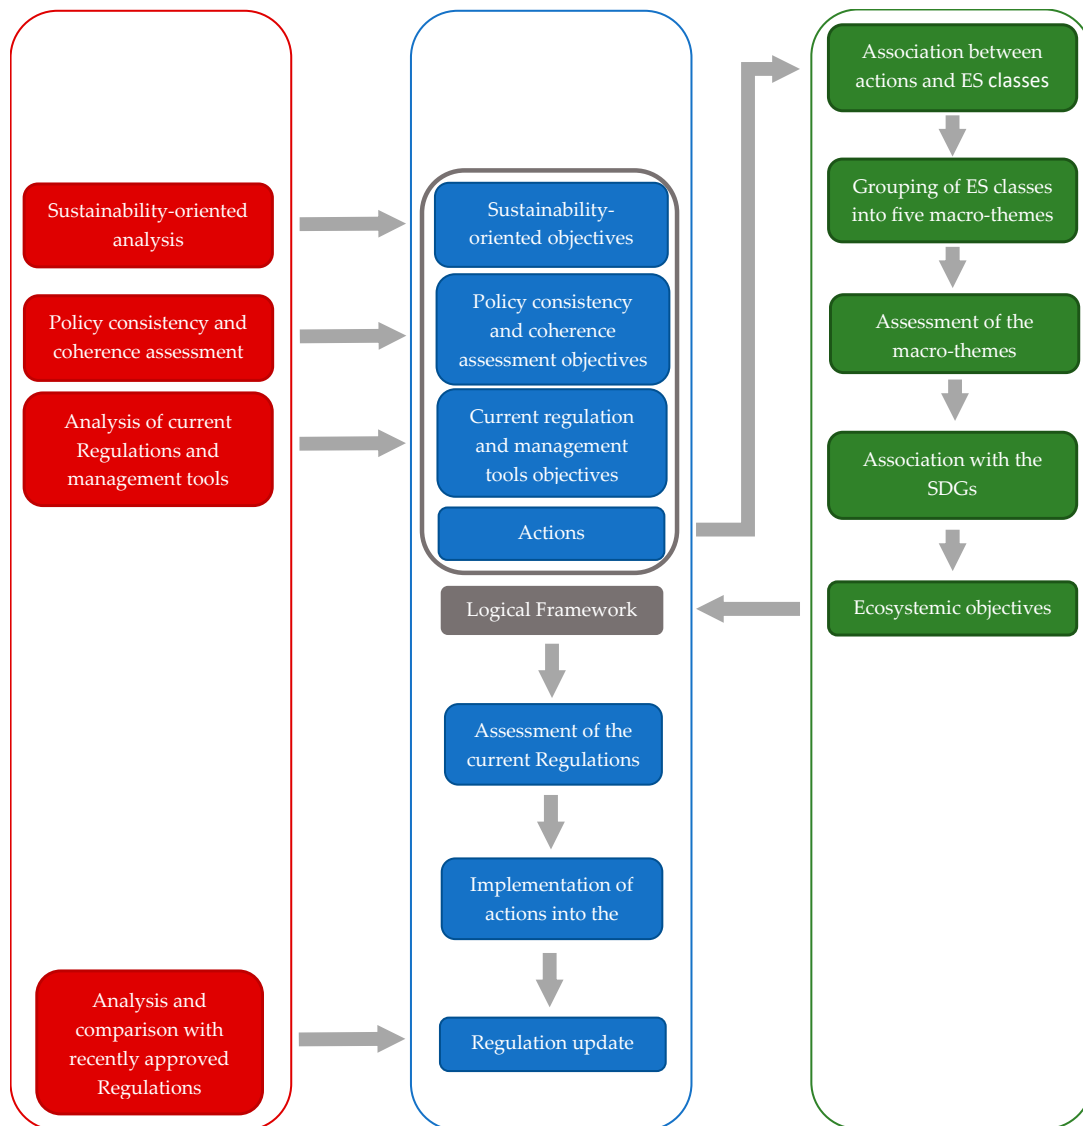 Sustainability-oriented
analysis
Policy consistency and
coherence assessment
Analysis of current
Regulations and
management tools
Analysis and
comparison with
recently approved
Regulations
Sustainability-
oriented objectives
Policy consistency
and coherence
assessment objectives
Current regulation
and management
tools objectives
Actions
Logical Framework
Assessment of the
current Regulations
Implementation of
actions into the
Regulation update
Association between
actions and ES classes
Grouping of ES classes
into five macro-themes
Assessment of the
macro-themes
Association with the
SDGs
Ecosystemic objectives